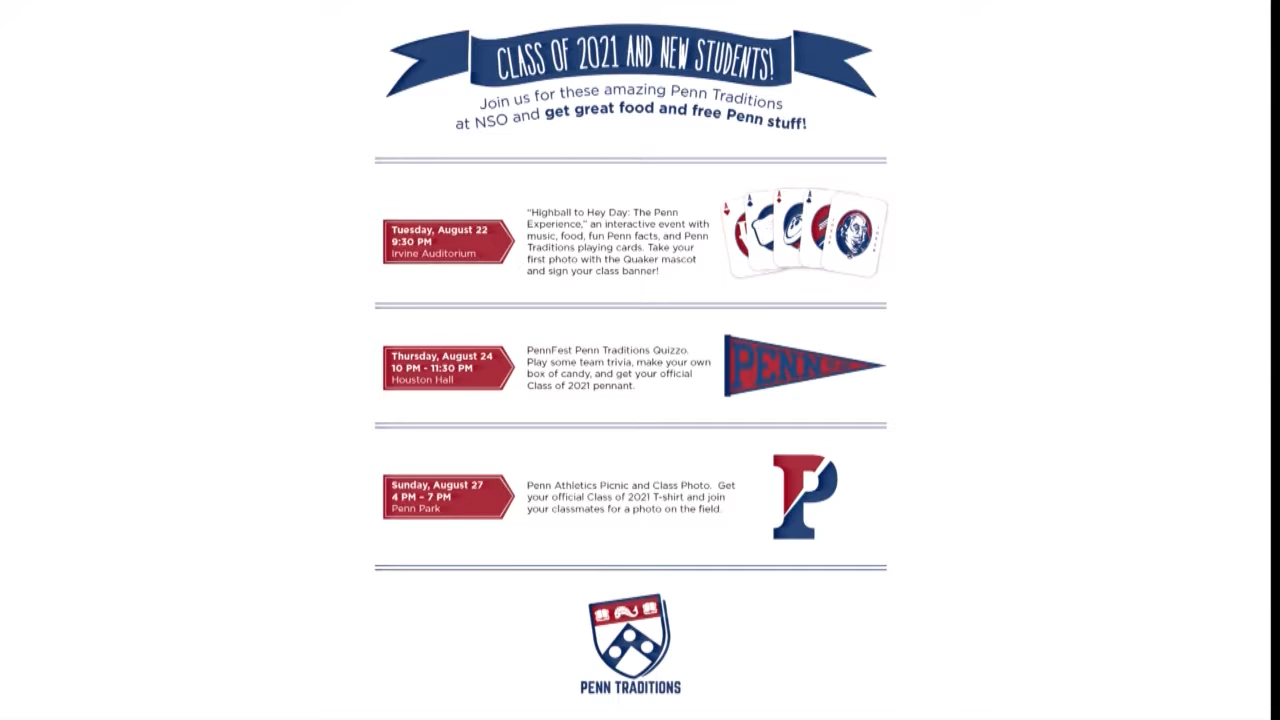 CLASS OF 2021 AND NEW STUDENTS!
Join us for these amazing Penn Traditions
at NSO and get great food and free Penn stuff!
Tuesday, August 22
9:30 PM
Irvine Auditorium
"Highball to Hey Day: The Penn
Experience," an interactive event with
music, food, fun Penn facts, and Penn
Traditions playing cards. Take your
first photo with the Quaker mascot
and sign your class banner!
Thursday, August 24
10 PM - 11:30 PM
Houston Hall
PennFest Penn Traditions Quizzo.
Play some team trivia, make your own
box of candy, and get your official
Class of 2021 pennant.
PENN
Sunday, August 27
4 PM – 7 PM
Penn Park
Penn Athletics Picnic and Class Photo.  Get
your official Class of 2021 T-shirt and join
your classmates for a photo on the field.
P
PENN TRADITIONS